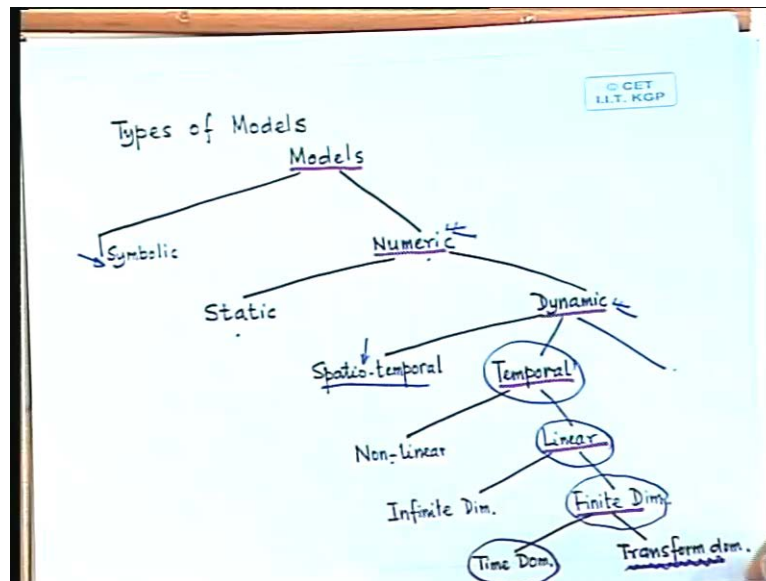 © CET
I.I.T. KGP
Types of Models
Models
Symbolic
Numeric
Static
Dynamic
Spatio-temporal
Temporal
Non-Linear
Linear
Infinite Dim.
Finite Dim.
Time Dom.
Transform dom.